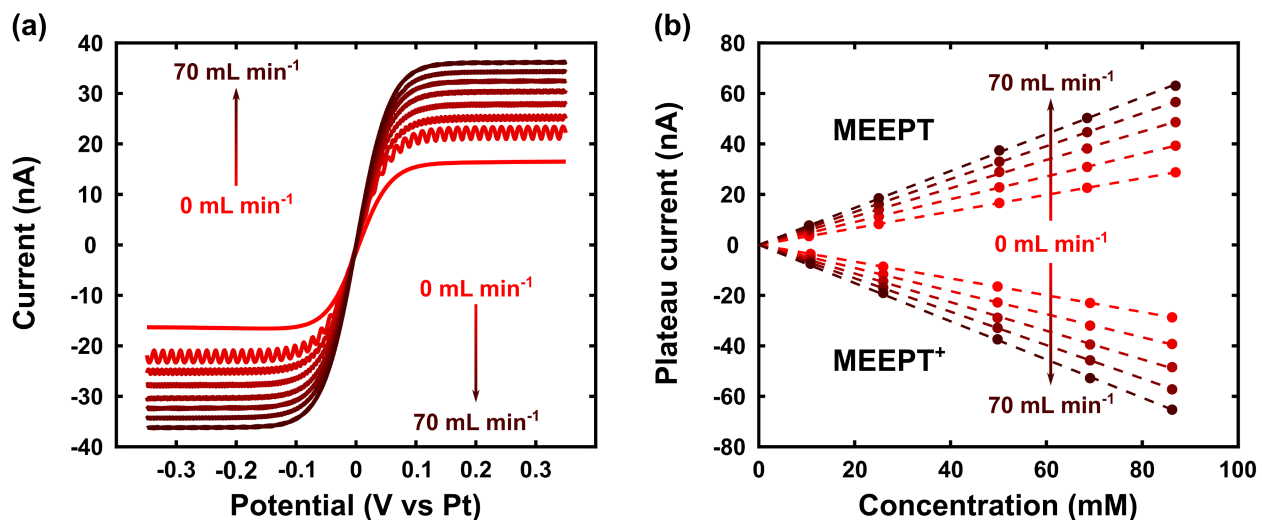 (a)
40
30
20
10
0
-10
-20
-30
-40
Current (nA)
70 mL min⁻¹
0 mL min⁻¹
0 mL min⁻¹
70 mL min⁻¹
-0.3 -0.2 -0.1 0 0.1 0.2 0.3
Potential (V vs Pt)
(b)
80
60
40
20
0
-20
-40
-60
-80
Plateau current (nA)
70 mL min⁻¹
MEEPT
0 mL min⁻¹
MEEPT⁺
70 mL min⁻¹
0 20 40 60 80 100
Concentration (mM)